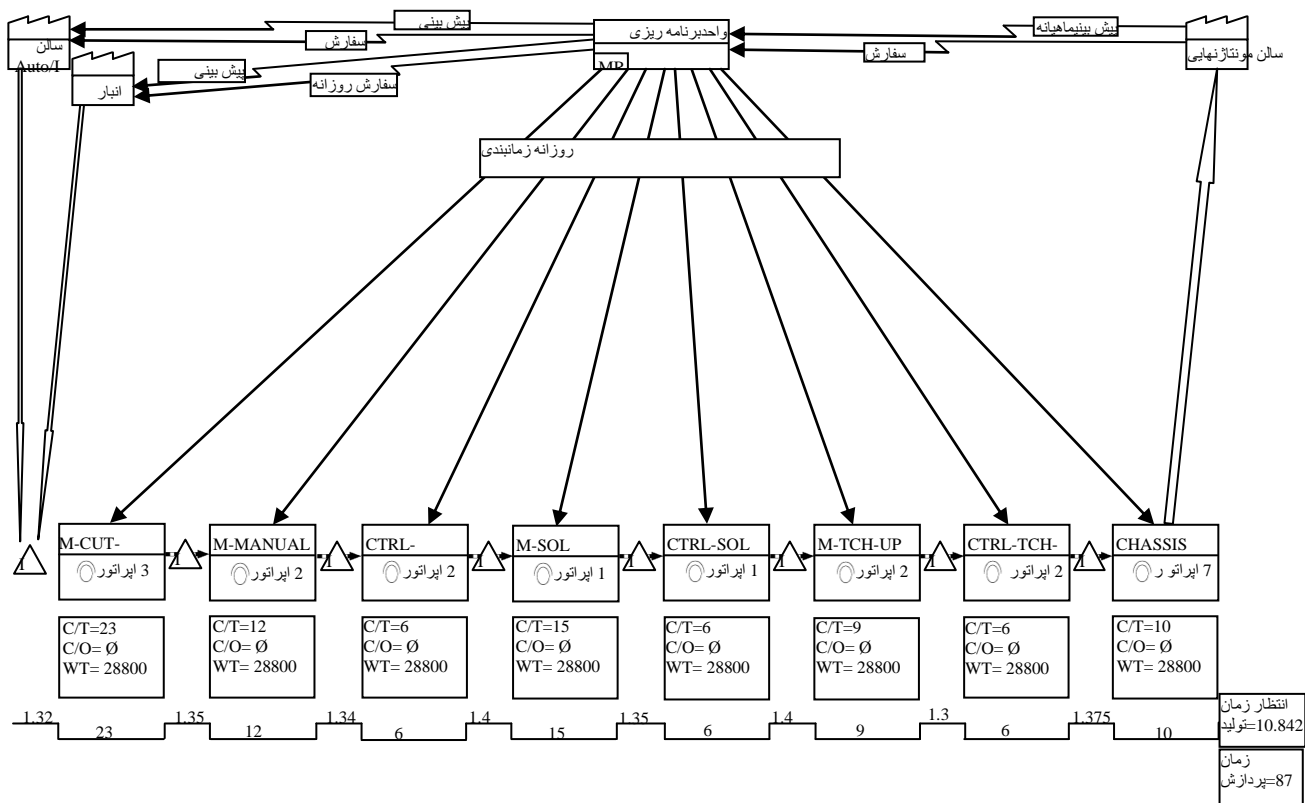 پیش بینی
سفارش
پیش بینی
سفارش روزانه
سالن
Auto/I
انبار
واحدبرنامه ریزی
MP
پیش بینیماهیانه
سفارش
سالن مونتاژنهایی
روزانه زمانبندی
M-CUT-
3 اپراتور
M-MANUAL
2 اپراتور
CTRL-
2 اپراتور
M-SOL
1 اپراتور
CTRL-SOL
1 اپراتور
M-TCH-UP
2 اپراتور
CTRL-TCH-
2 اپراتور
CHASSIS
7 اپراتو ر
I
I
I
I
I
I
I
I
C/T=23
C/O= Ø
WT= 28800
C/T=12
C/O= Ø
WT= 28800
C/T=6
C/O= Ø
WT= 28800
C/T=15
C/O= Ø
WT= 28800
C/T=6
C/O= Ø
WT= 28800
C/T=9
C/O= Ø
WT= 28800
C/T=6
C/O= Ø
WT= 28800
C/T=10
C/O= Ø
WT= 28800
1.32
23
1.35
12
1.34
6
1.4
15
1.35
6
1.4
9
1.3
6
1.375
10
انتظار زمان
تولید=10.842
زمان
پردازش=87